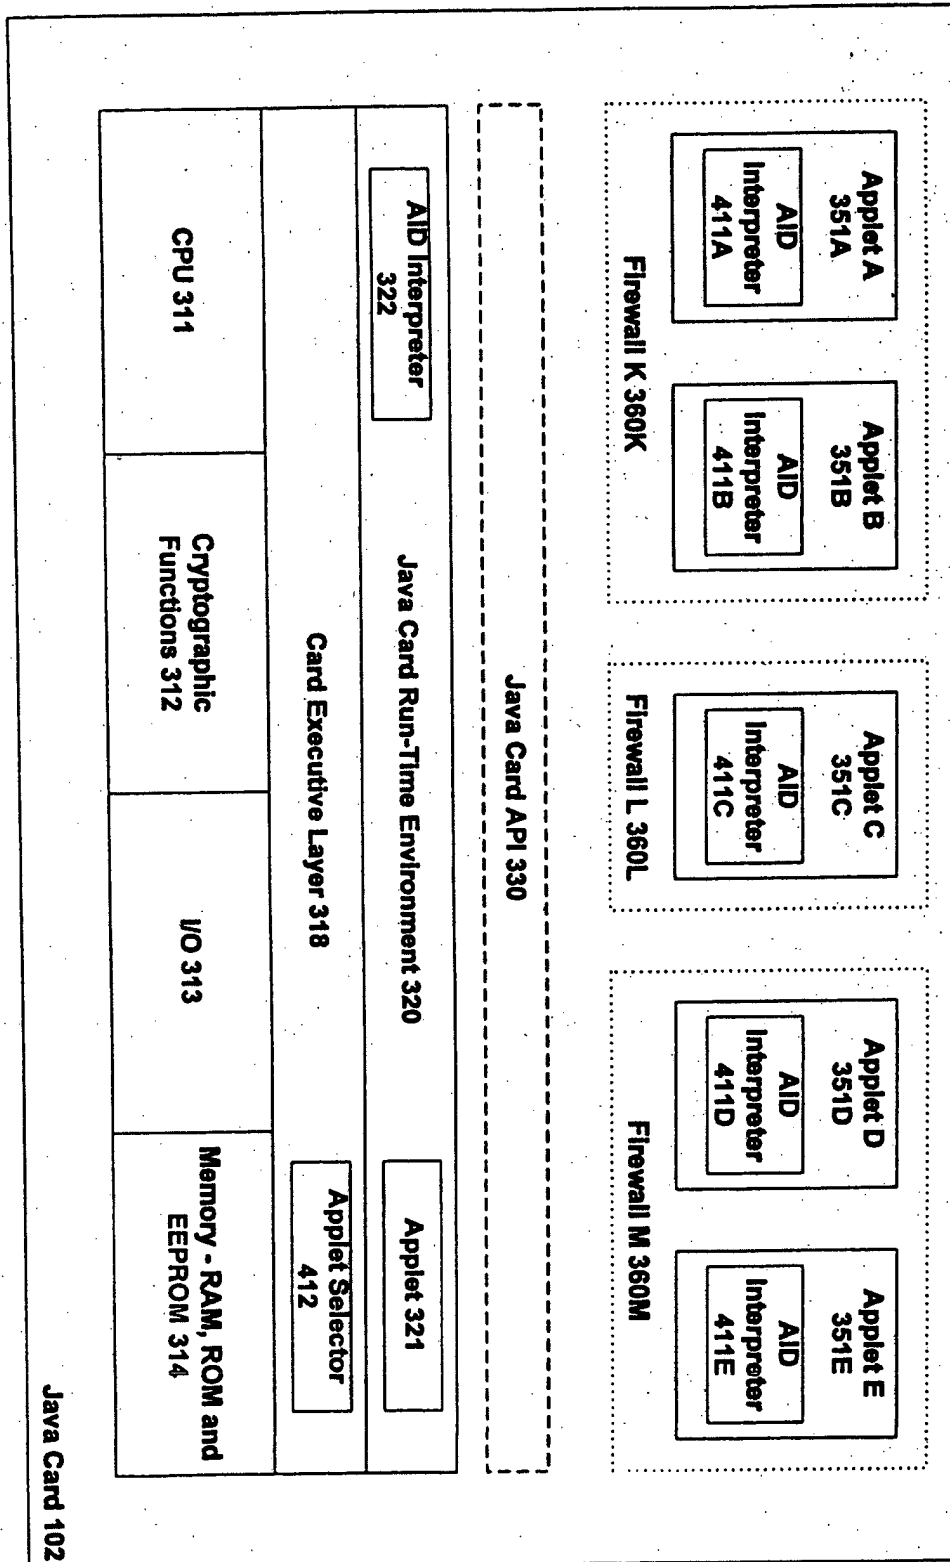 Applet A
351A
AID
Interpreter
411A
Applet B
351B
AID
Interpreter
411B
Firewall K 360K
Applet C
351C
AID
Interpreter
411C
Firewall L 360L
Applet D
351D
AID
Interpreter
411D
Applet E
351E
AID
Interpreter
411E
Firewall M 360M
Java Card API 330
AID Interpreter
322
Java Card Run-Time Environment 320
Applet 321
Card Executive Layer 318
Applet Selector
412
CPU 311
Cryptographic
Functions 312
I/O 313
Memory - RAM, ROM and
EEPROM 314
Java Card 102